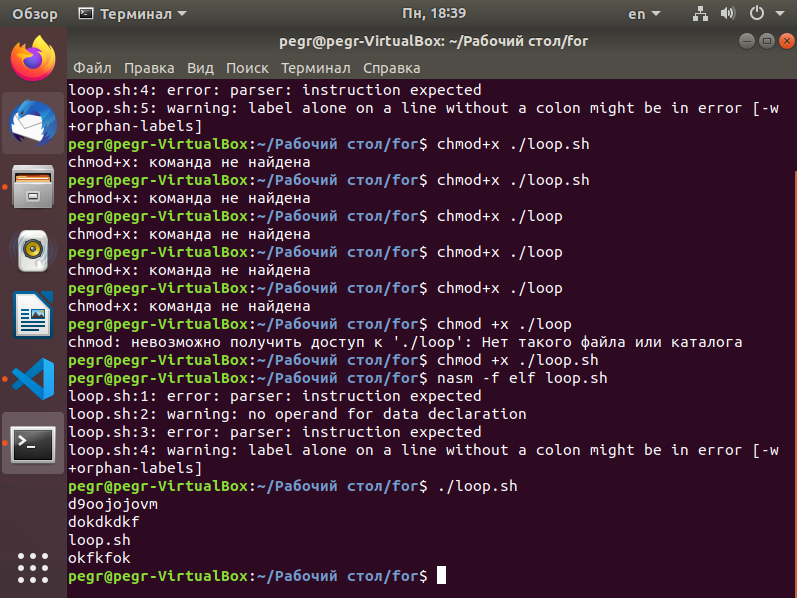 Обзор Терминал Пн, 18:39 en
pegr@pegr-VirtualBox: ~/Рабочий стол/for
Файл Правка Вид Поиск Терминал Справка
loop.sh:4: error: parser: instruction expected
loop.sh:5: warning: label alone on a line without a colon might be in error [-w
+orphan-labels]
pegr@pegr-VirtualBox:~/Рабочий стол/for$ chmod+x ./loop.sh
chmod+x: команда не найдена
pegr@pegr-VirtualBox:~/Рабочий стол/for$ chmod+x ./loop.sh
chmod+x: команда не найдена
pegr@pegr-VirtualBox:~/Рабочий стол/for$ chmod+x ./loop
chmod+x: команда не найдена
pegr@pegr-VirtualBox:~/Рабочий стол/for$ chmod+x ./loop
chmod+x: команда не найдена
pegr@pegr-VirtualBox:~/Рабочий стол/for$ chmod+x ./loop
chmod+x: команда не найдена
pegr@pegr-VirtualBox:~/Рабочий стол/for$ chmod +x ./loop
chmod: невозможно получить доступ к './loop': Нет такого файла или каталога
pegr@pegr-VirtualBox:~/Рабочий стол/for$ chmod +x ./loop.sh
pegr@pegr-VirtualBox:~/Рабочий стол/for$ nasm -f elf loop.sh
loop.sh:1: error: parser: instruction expected
loop.sh:2: warning: no operand for data declaration
loop.sh:3: error: parser: instruction expected
loop.sh:4: warning: label alone on a line without a colon might be in error [-w
+orphan-labels]
pegr@pegr-VirtualBox:~/Рабочий стол/for$ ./loop.sh
d9oojojovm
dokdkdkf
loop.sh
okfkfok
pegr@pegr-VirtualBox:~/Рабочий стол/for$